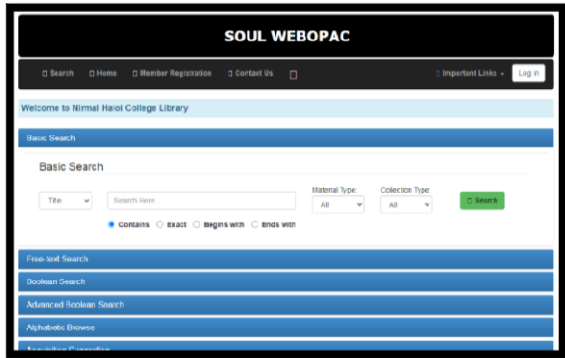 SOUL WEBOPAC
Search Home Member Registration Contact Us Important Links Log in
Welcome to Nirmal Haloi College Library
Basic Search
Basic Search
Material Type: Collection Type:
Title Search Here.. All All Search
Contains Exact Begins with Ends with
Free-text Search
Boolean Search
Advanced Boolean Search
Alphabetic Browse
Acquisition Suggestion